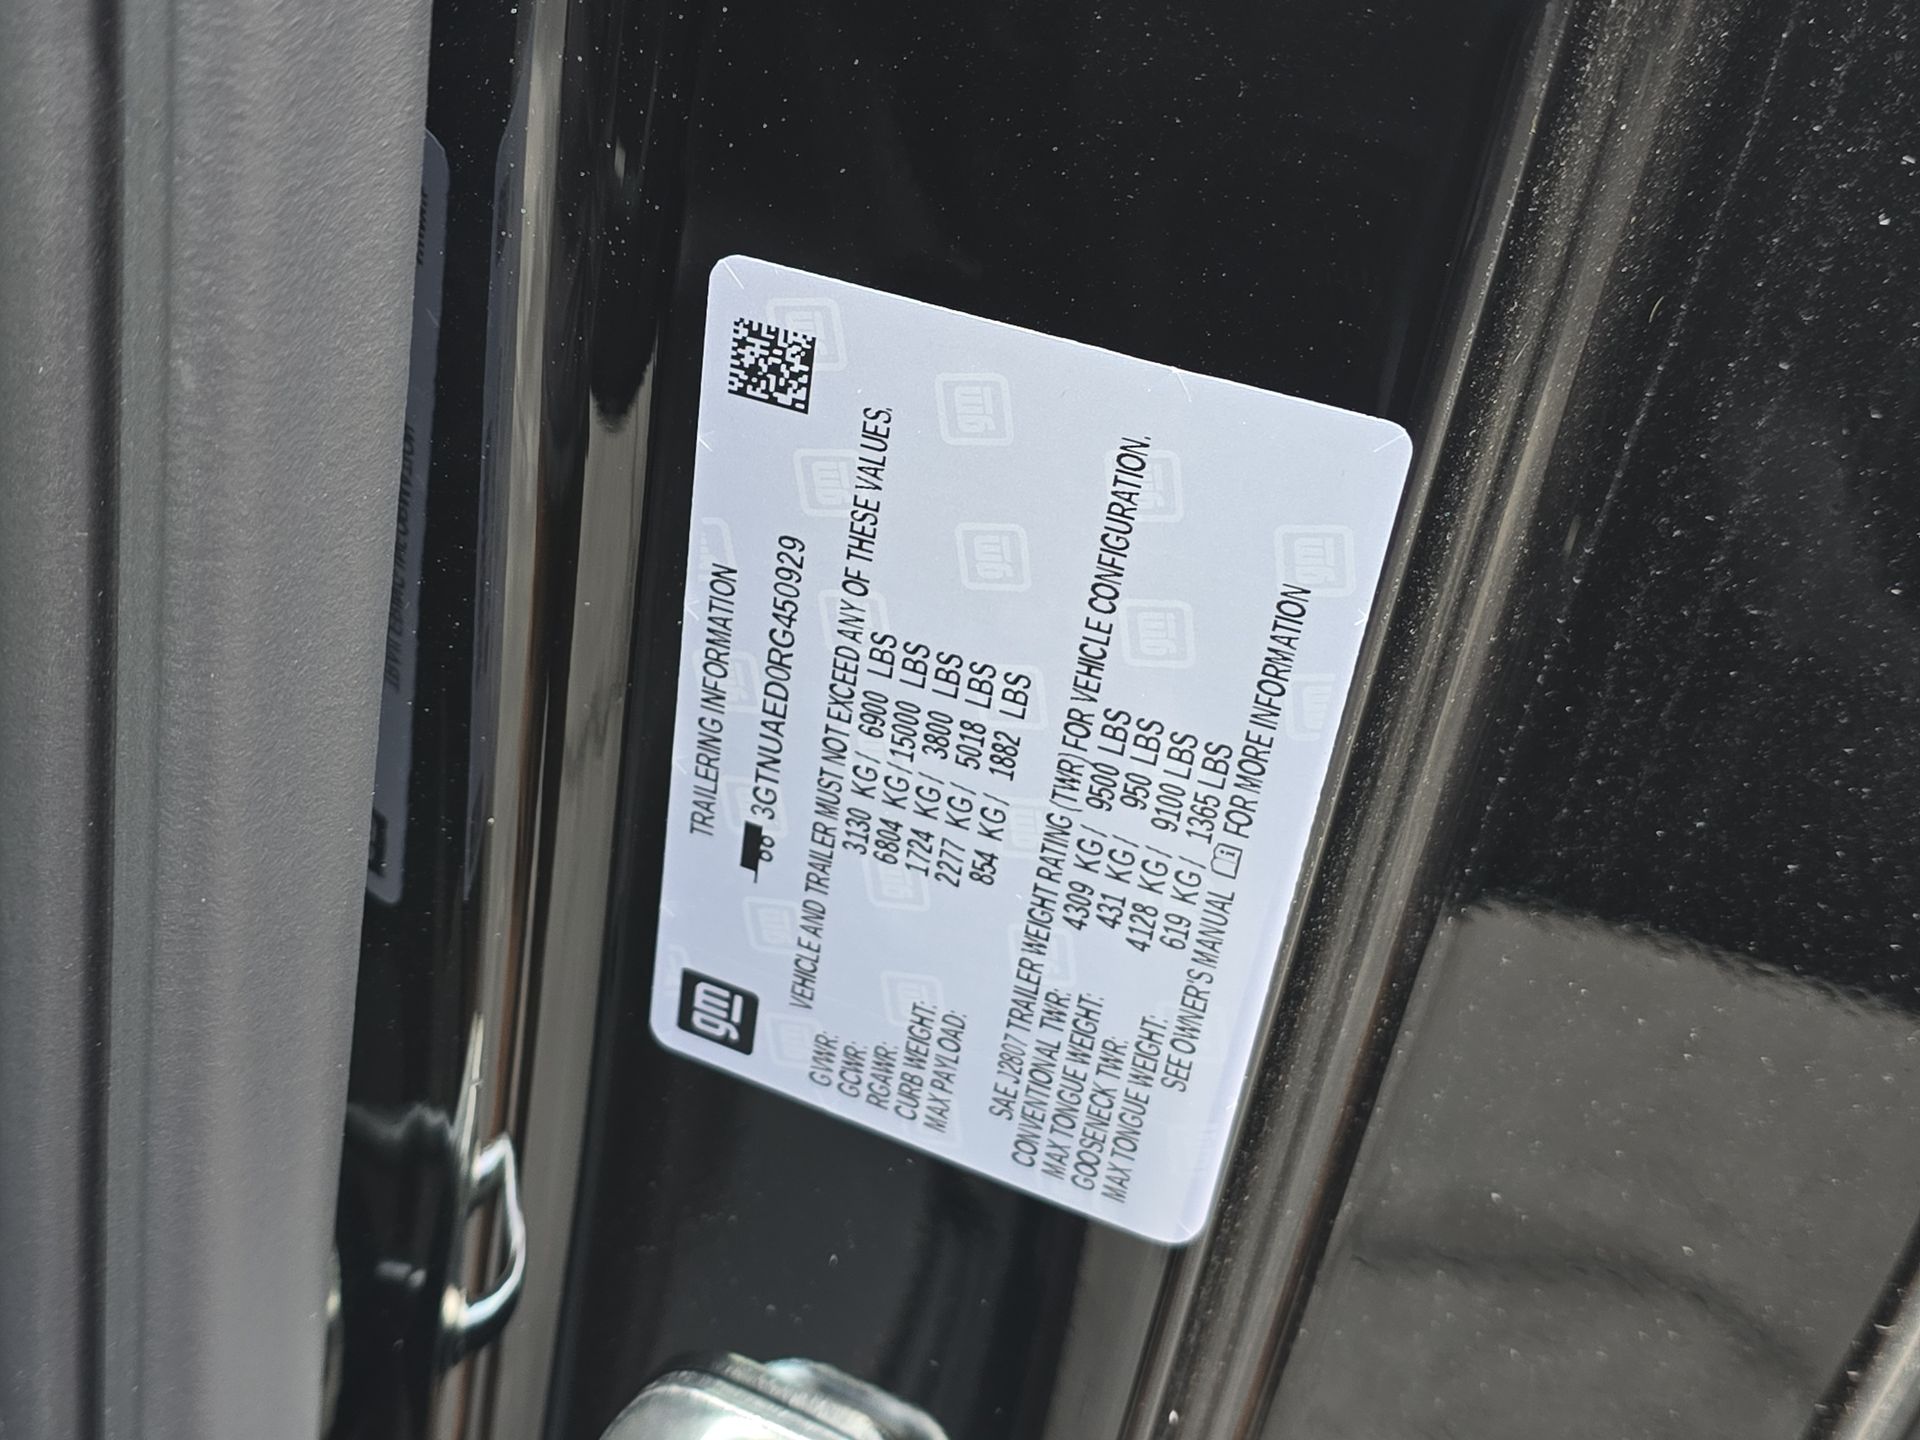 gm
TRAILERING INFORMATION
3GTNUAED0RG450929
VEHICLE AND TRAILER MUST NOT EXCEED ANY OF THESE VALUES.
GVWR: 3130 KG/ 6900 LBS
GCWR: 6804 KG/15000 LBS
RGAWR: 1724 KG/ 3800 LBS
CURB WEIGHT: 2277 KG/ 5018 LBS
MAX PAYLOAD: 854 KG/ 1882 LBS
SAE J2807 TRAILER WEIGHT RATING (TWR) FOR VEHICLE CONFIGURATION.
CONVENTIONAL TWR: 4309 KG/ 9500 LBS
MAX TONGUE WEIGHT: 431 KG/ 950 LBS
GOOSENECK TWR: 4128 KG/ 9100 LBS
MAX TONGUE WEIGHT: 619 KG/ 1365 LBS
SEE OWNER'S MANUAL FOR MORE INFORMATION